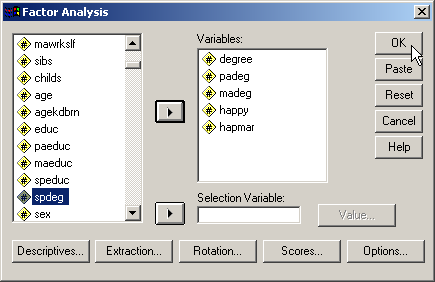 Factor Analysis
mawrkslf
sibs
childs
age
agekdbrn
educ
paeduc
maeduc
speduc
spdeg
sex
Variables:
degree
padeg
madeg
happy
hapmar
Selection Variable:
Value...
OK
Paste
Reset
Cancel
Help
Descriptives...
Extraction...
Rotation...
Scores...
Options...